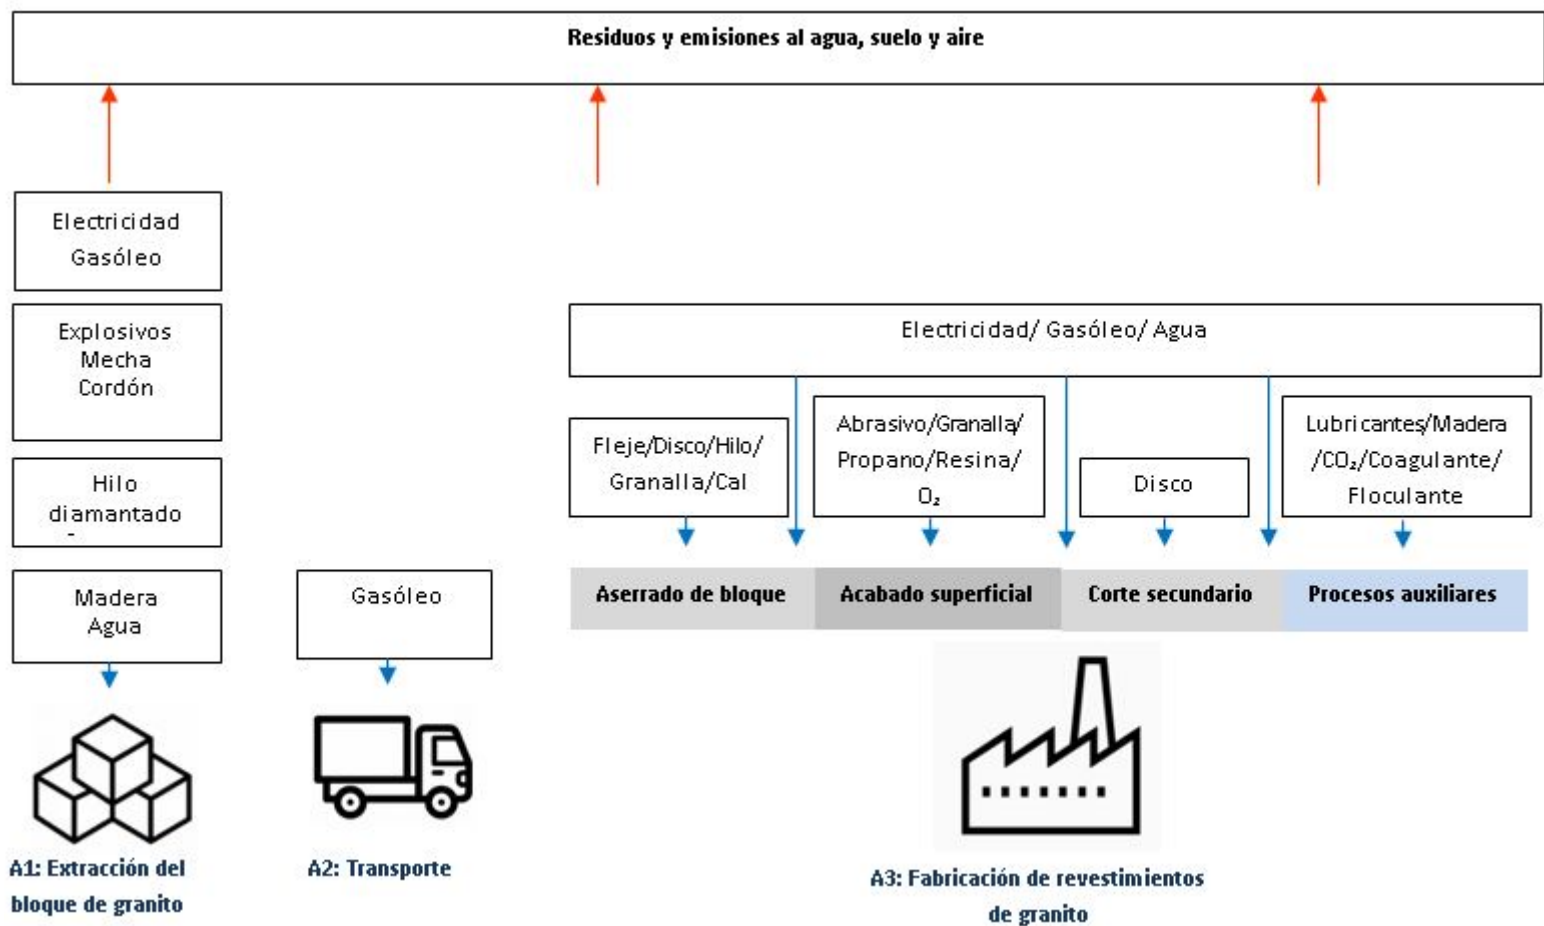 Residuos y emisiones al agua, suelo y aire
Electricidad
Gasóleo
Explosivos
Mecha
Cordón
Hilo
diamantado
Madera
Agua
A1: Extracción del
bloque de granito
Gasóleo
A2: Transporte
Electricidad/ Gasóleo/ Agua
Fleje/Disco/Hilo/
Granalla/Cal
Abrasivo/Granalla/
Propano/Resina/
O₂
Disco
Lubricantes/Madera
/CO₂/Coagulante/
Floculante
Aserrado de bloque
Acabado superficial
Corte secundario
Procesos auxiliares
A3: Fabricación de revestimientos
de granito